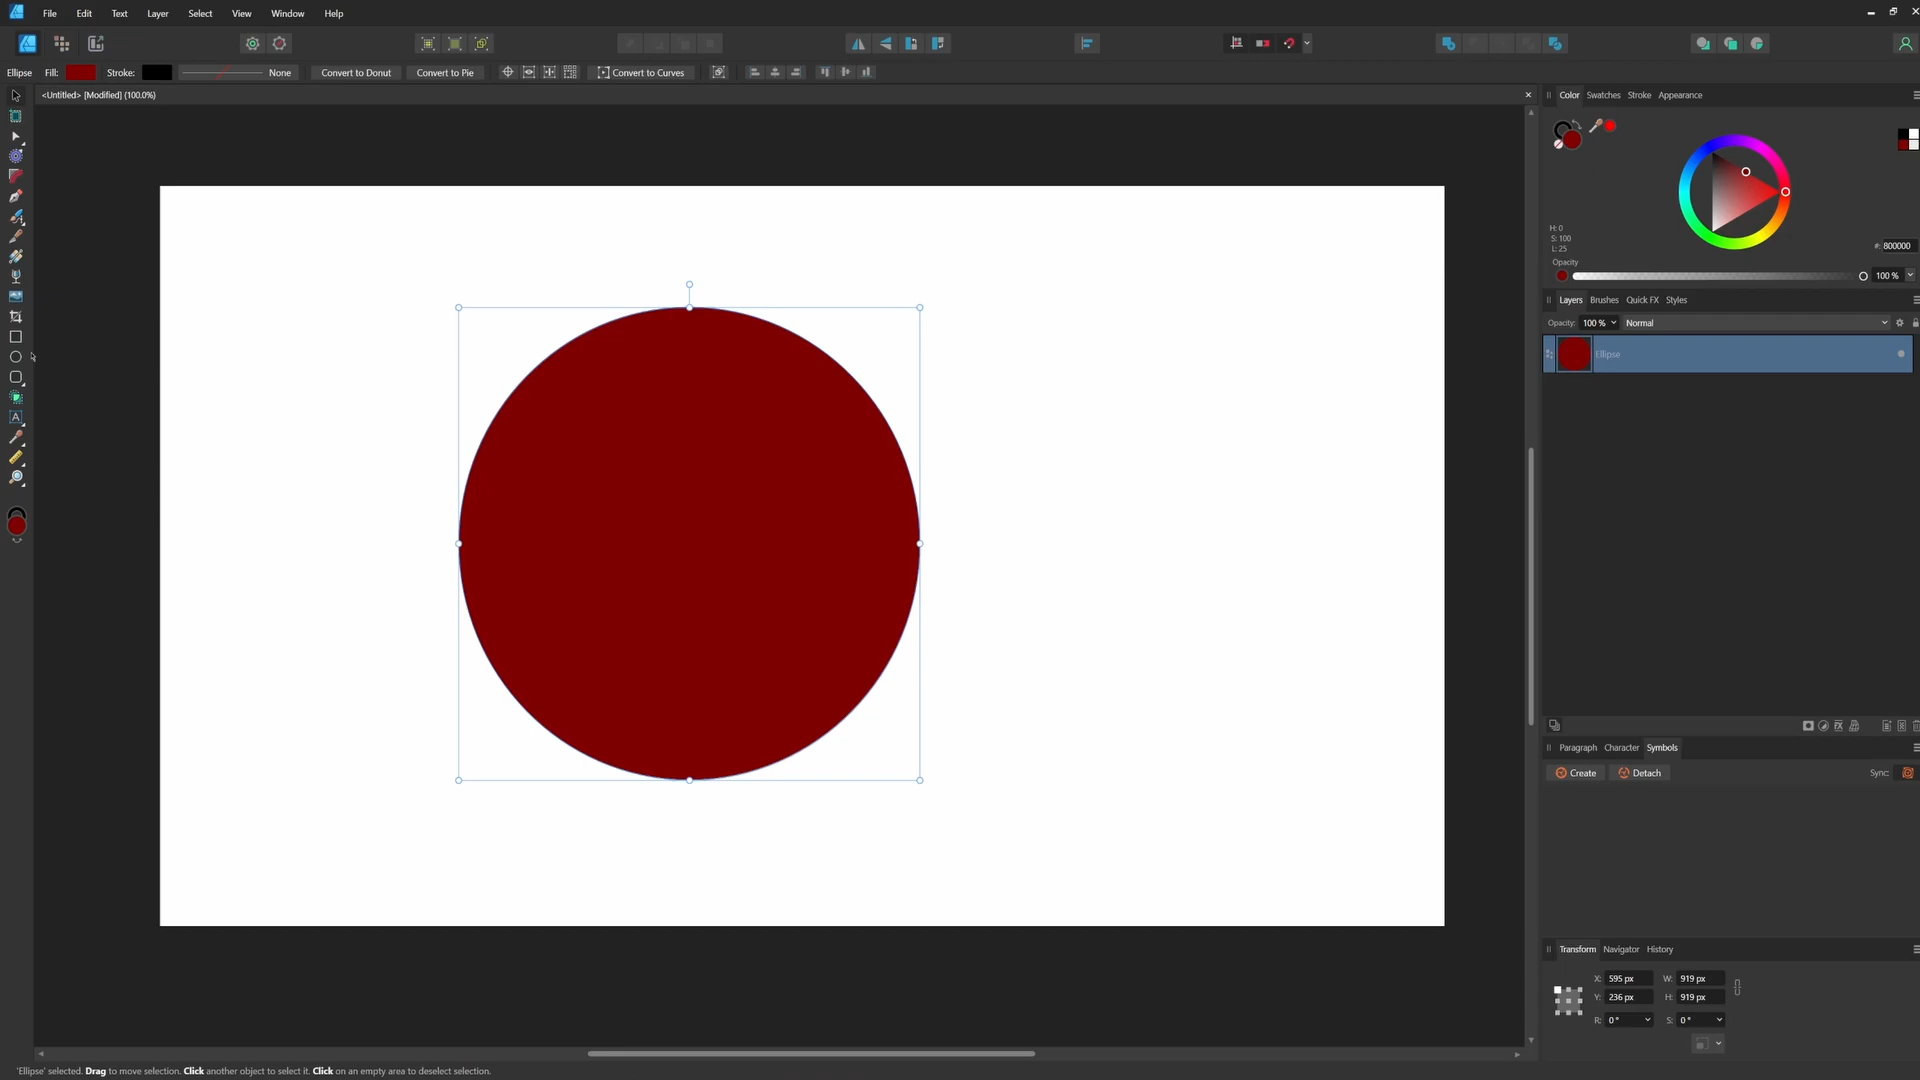 File Edit Text Layer Select View Window Help
Ellipse Fill: Stroke: None Convert to Donut Convert to Pie Convert to Curves
<Untitled> [Modified] (100.0%)
Color Swatches Stroke Appearance
H: 0
S: 100
L: 25
#: 800000
Opacity
100 %
Layers Brushes Quick FX Styles
Opacity: 100 % Normal
Ellipse
Paragraph Character Symbols
Create Detach Sync:
Transform Navigator History
X: 595 px W: 919 px
Y: 236 px H: 919 px
R: 0 ° S: 0 °
'Ellipse' selected. Drag to move selection. Click another object to select it. Click on an empty area to deselect selection.